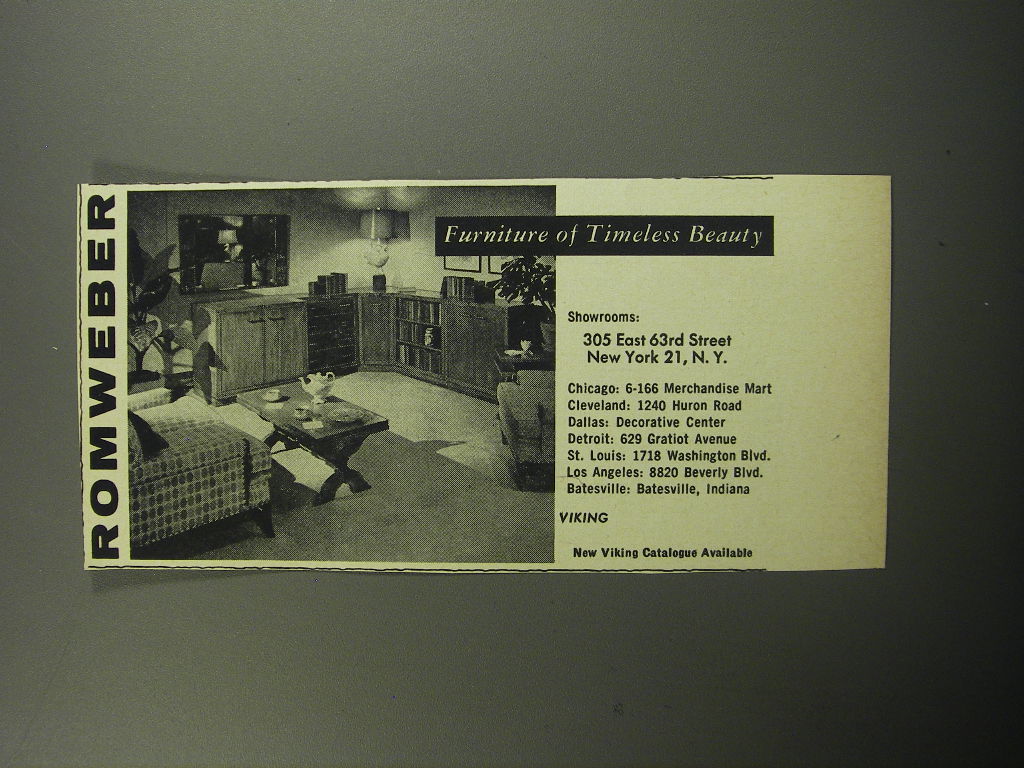 ROMWEBER
Furniture of Timeless Beauty
Showrooms:
305 East 63rd Street
New York 21, N. Y.
Chicago: 6-166 Merchandise Mart
Cleveland: 1240 Huron Road
Dallas: Decorative Center
Detroit: 629 Gratiot Avenue
St. Louis: 1718 Washington Blvd.
Los Angeles: 8820 Beverly Blvd.
Batesville: Batesville, Indiana
VIKING
New Viking Catalogue Available